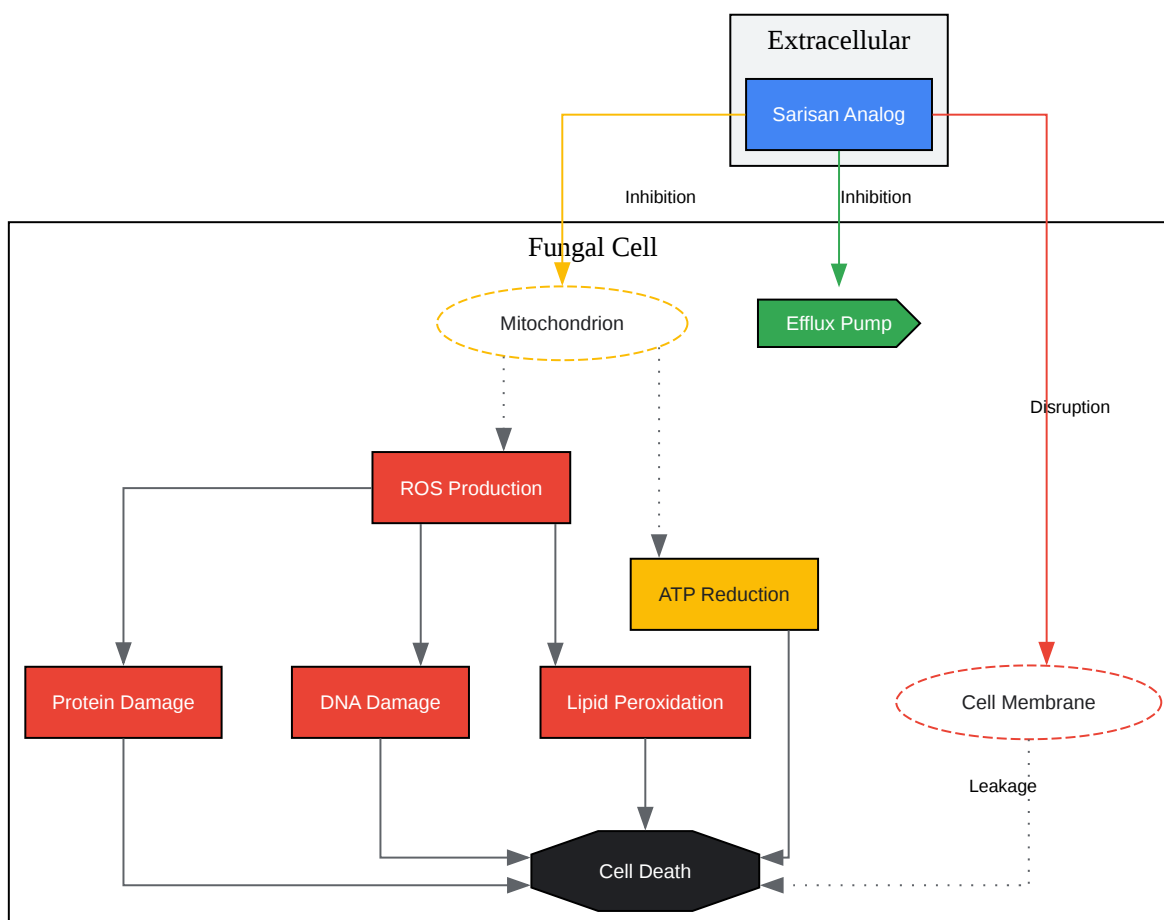 Extracellular
Sarisan Analog
Inhibition
Inhibition
Fungal Cell
Mitochondrion
Efflux Pump
Disruption
ROS Production
ATP Reduction
Protein Damage
DNA Damage
Lipid Peroxidation
Cell Membrane
Leakage
Cell Death